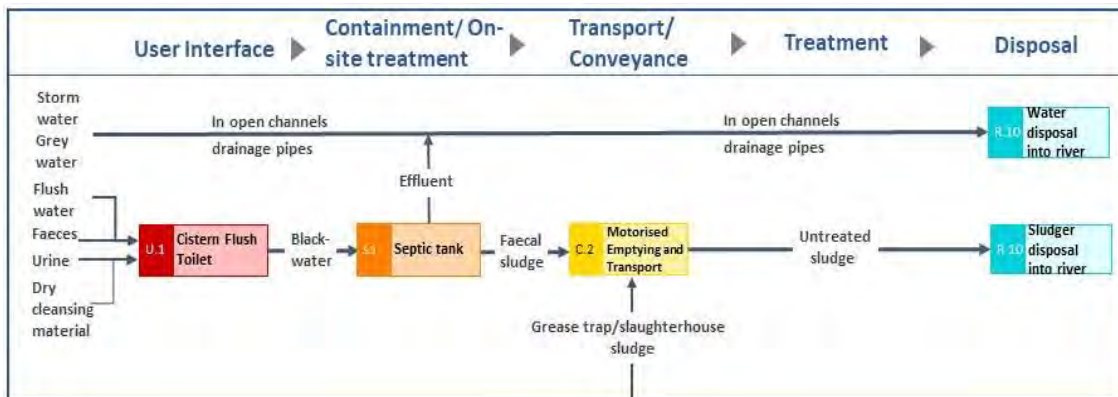 User Interface
Containment/ On-
site treatment
Transport/
Conveyance
Treatment
Disposal
Storm
water
Grey
water
In open channels
drainage pipes
In open channels
drainage pipes
R.10
Water
disposal
into river
Effluent
Flush
water
Faeces
Urine
Dry
cleansing
material
U.1
Cistern Flush
Toilet
Black-
water
Septic tank
Faecal
sludge
C.2
Motorised
Emptying and
Transport
Untreated
sludge
R.10
Sludger
disposal
into river
Grease trap/slaughterhouse
sludge